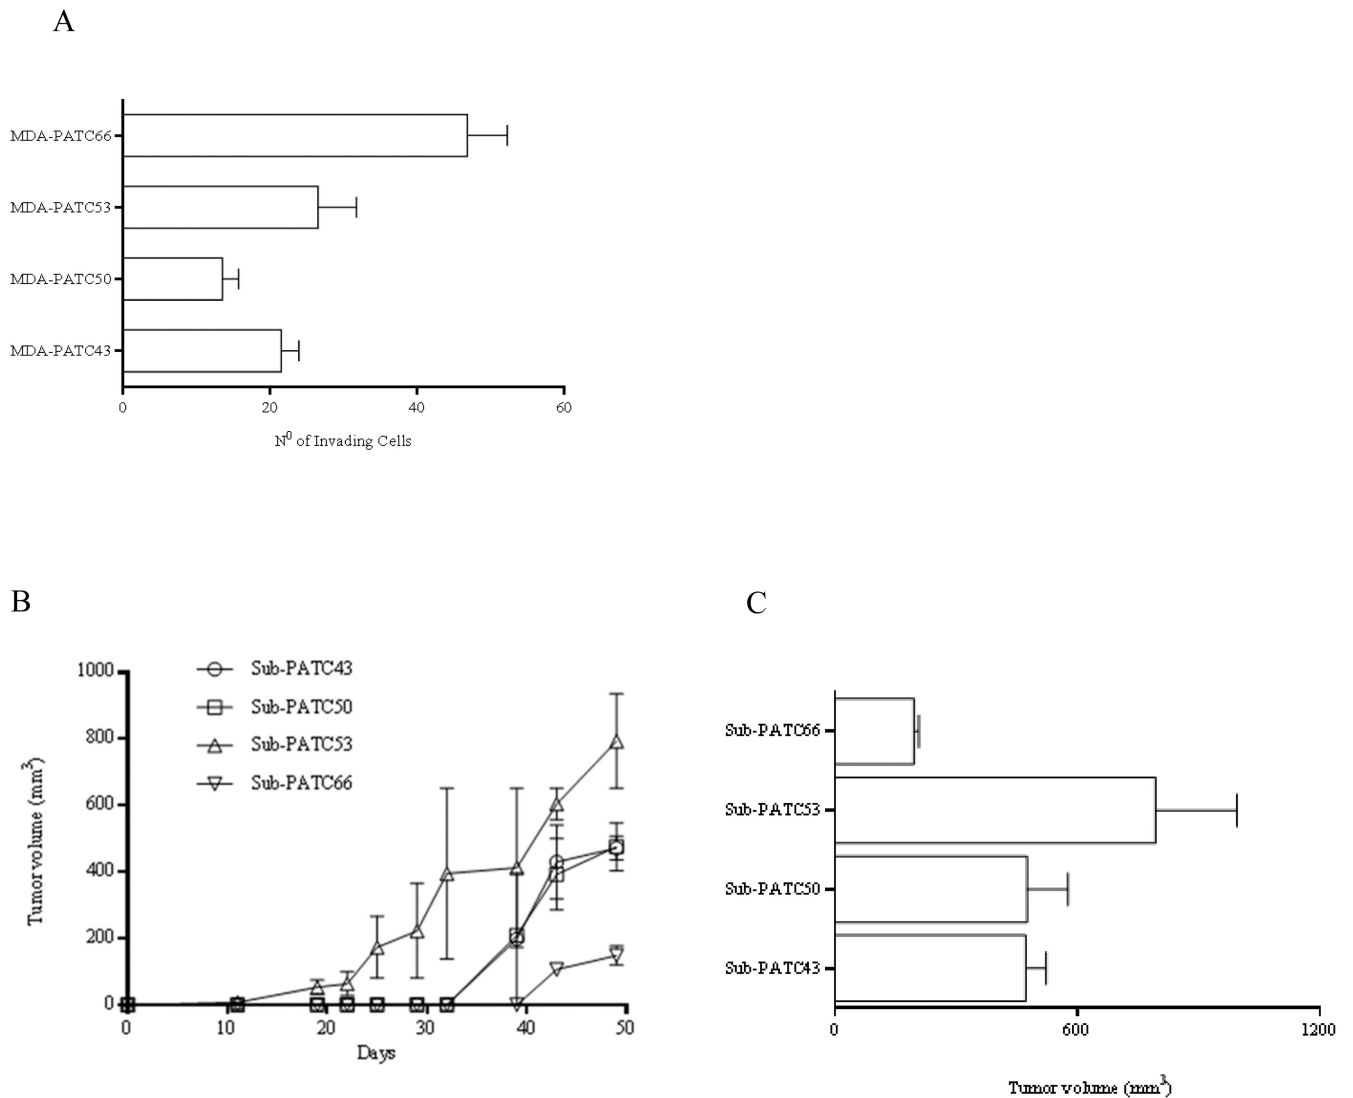 A
MDA-PATC66
MDA-PATC53
MDA-PATC50
MDA-PATC43
0 20 40 60
N⁰ of Invading Cells
B
Tumor volume (mm³)
1000
800
600
400
200
0
Sub-PATC43
Sub-PATC50
Sub-PATC53
Sub-PATC66
0 10 20 30 40 50
Days
C
Sub-PATC66
Sub-PATC53
Sub-PATC50
Sub-PATC43
0 600 1200
Tumor volume (mm³)